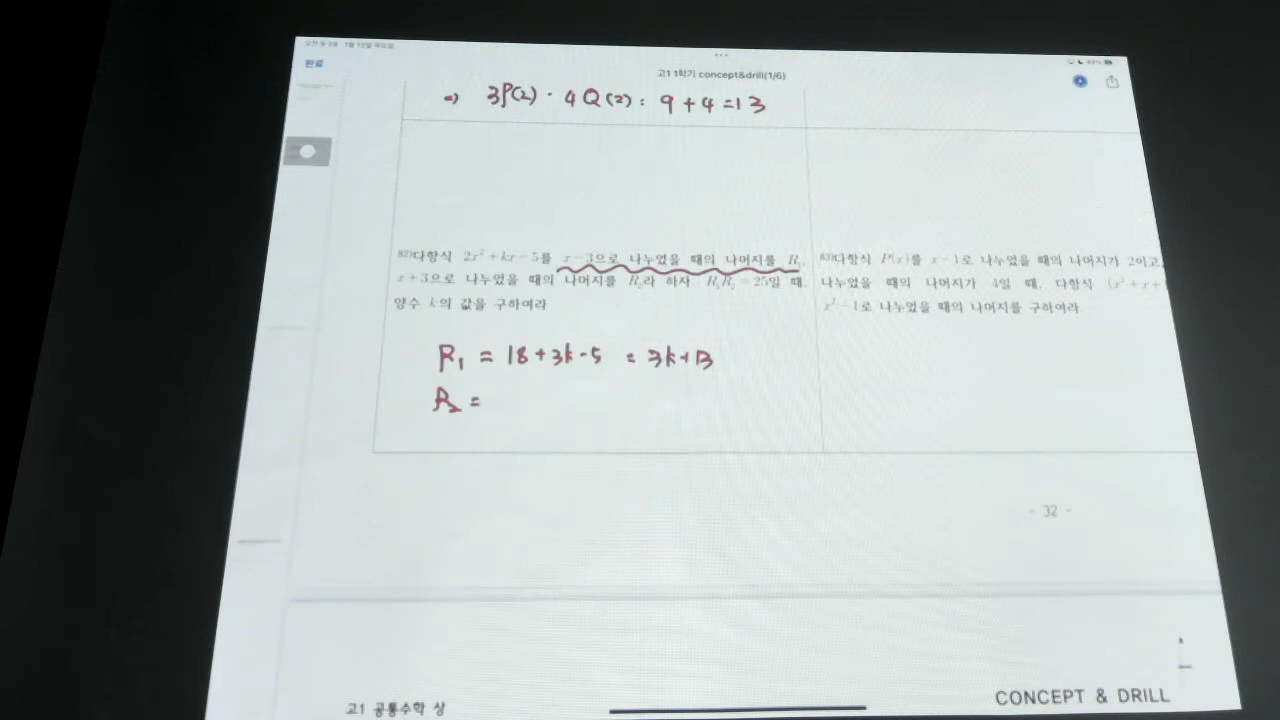 완료
고1 1학기 concept&drill(1/6)
⇒ 3P(2) · 4Q(2) : 9+4=13
82)다항식 2x²+kx-5를 x-3으로 나누었을 때의 나머지를 R₁,
x+3으로 나누었을 때의 나머지를 R₂라 하자. R₁R₂=25일 때,
양수 k의 값을 구하여라
R₁ = 18+3k-5 = 3k+13
R₂ =
83)다항식 P(x)를 x-1로 나누었을 때의 나머지가 2이고,
나누었을 때의 나머지가 4일 때, 다항식 (x²+x+
x²-1로 나누었을 때의 나머지를 구하여라
- 32 -
고1 공통수학 상
CONCEPT & DRILL